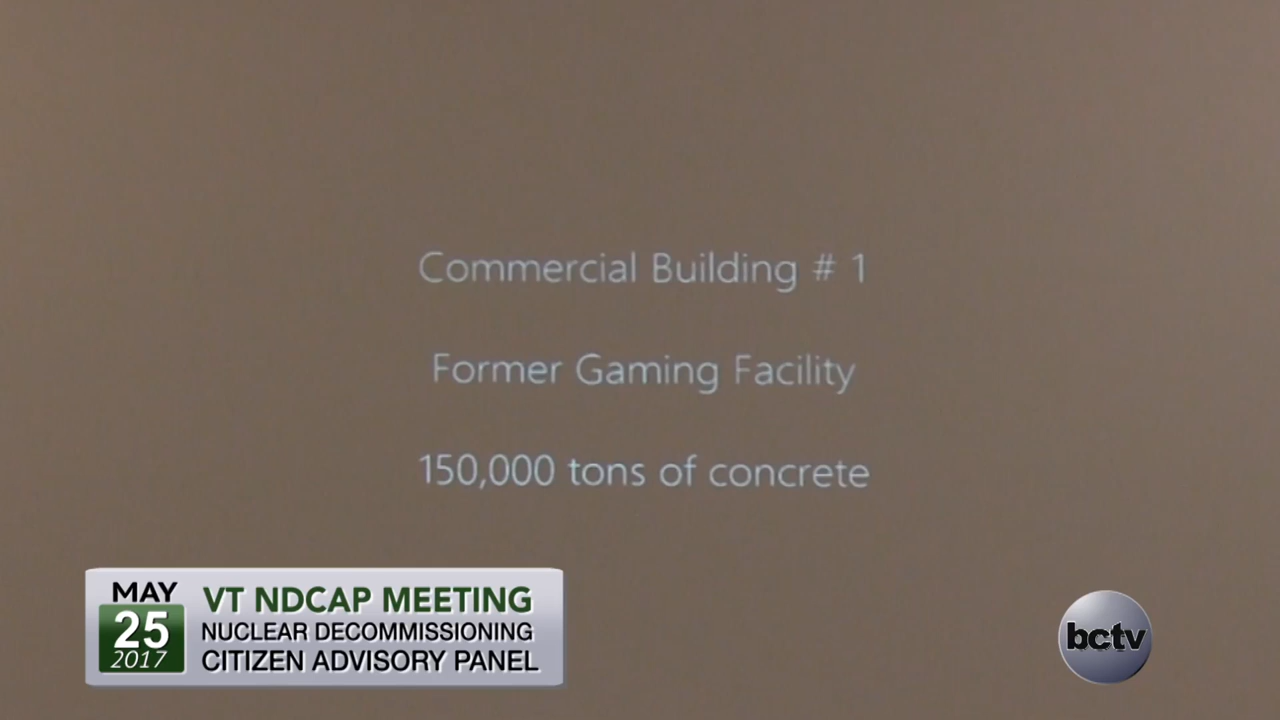 Commercial Building # 1
Former Gaming Facility
150,000 tons of concrete
MAY
25
2017
VT NDCAP MEETING
NUCLEAR DECOMMISSIONING
CITIZEN ADVISORY PANEL
bctv